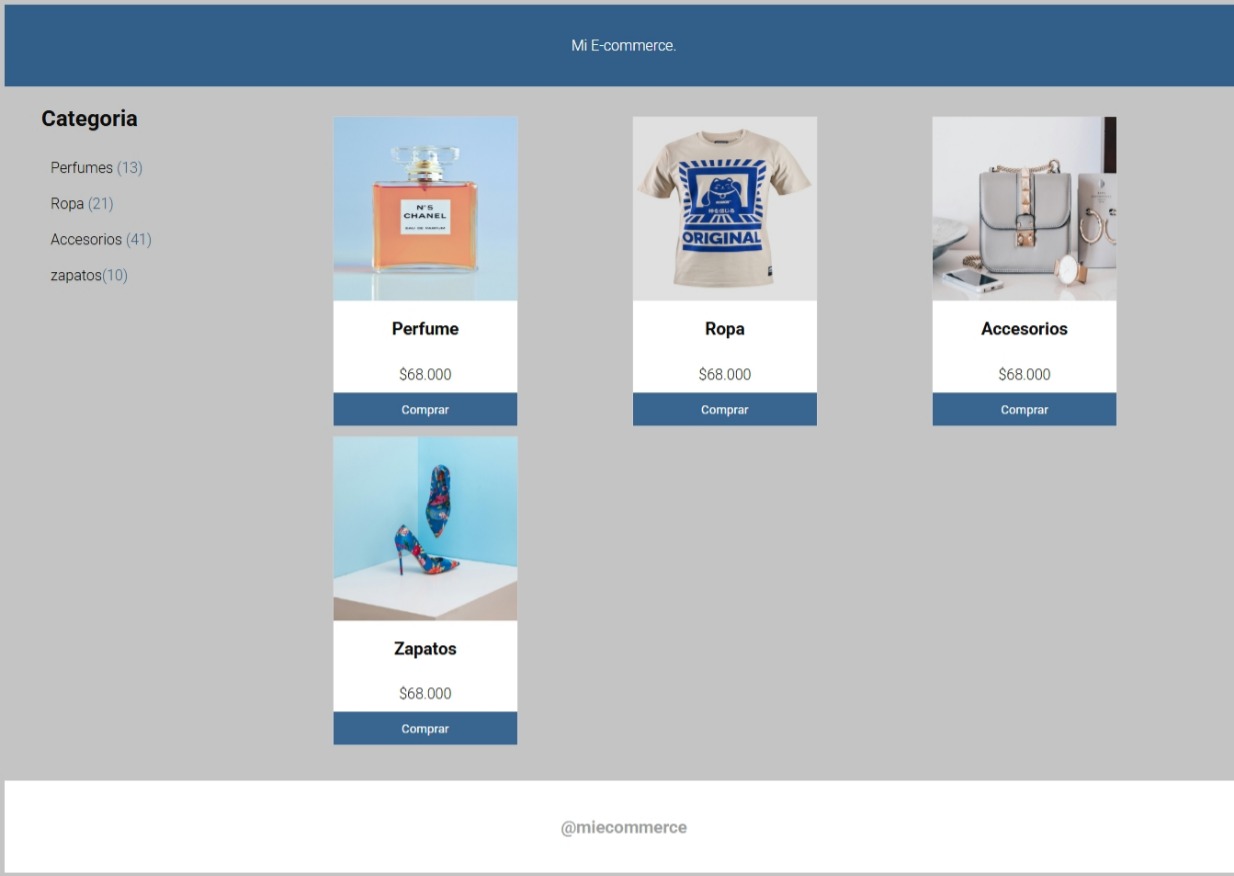 Mi E-commerce.
Categoria
Perfumes (13)
Ropa (21)
Accesorios (41)
zapatos(10)
N°5
CHANEL
EAU DE PARFUM
Perfume
$68.000
Comprar
ORIGINAL
Ropa
$68.000
Comprar
Accesorios
$68.000
Comprar
Zapatos
$68.000
Comprar
@miecommerce